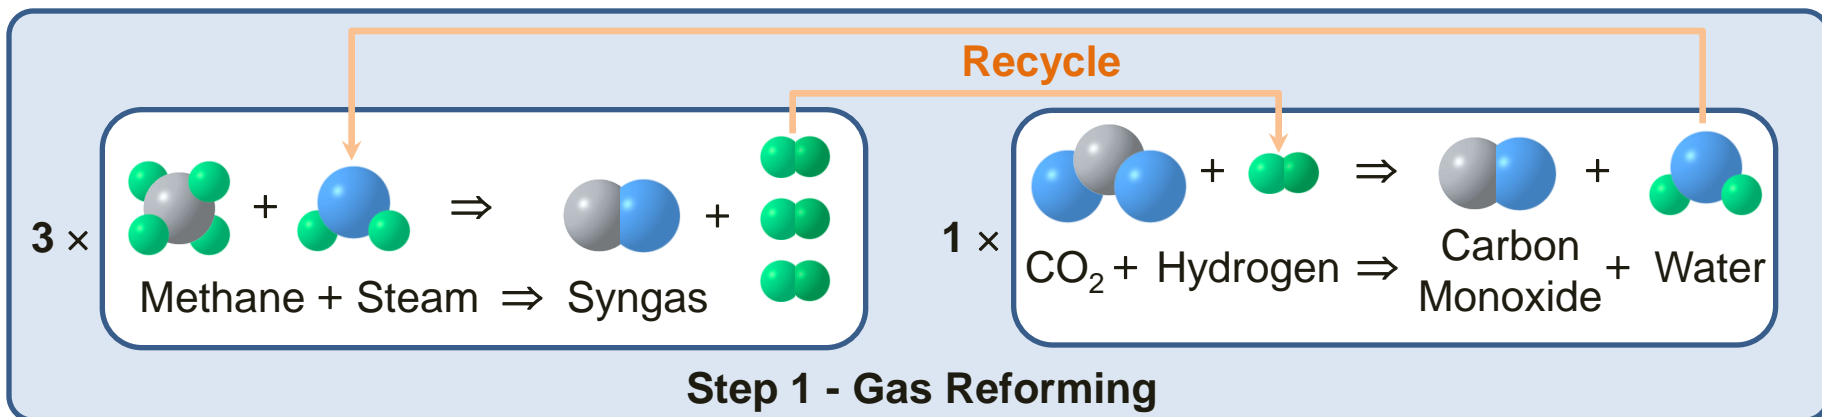 Recycle
3 ×
+
⇒
+
Methane + Steam ⇒ Syngas
1 ×
+
⇒
+
CO₂ + Hydrogen ⇒ Carbon Monoxide + Water
Step 1 - Gas Reforming